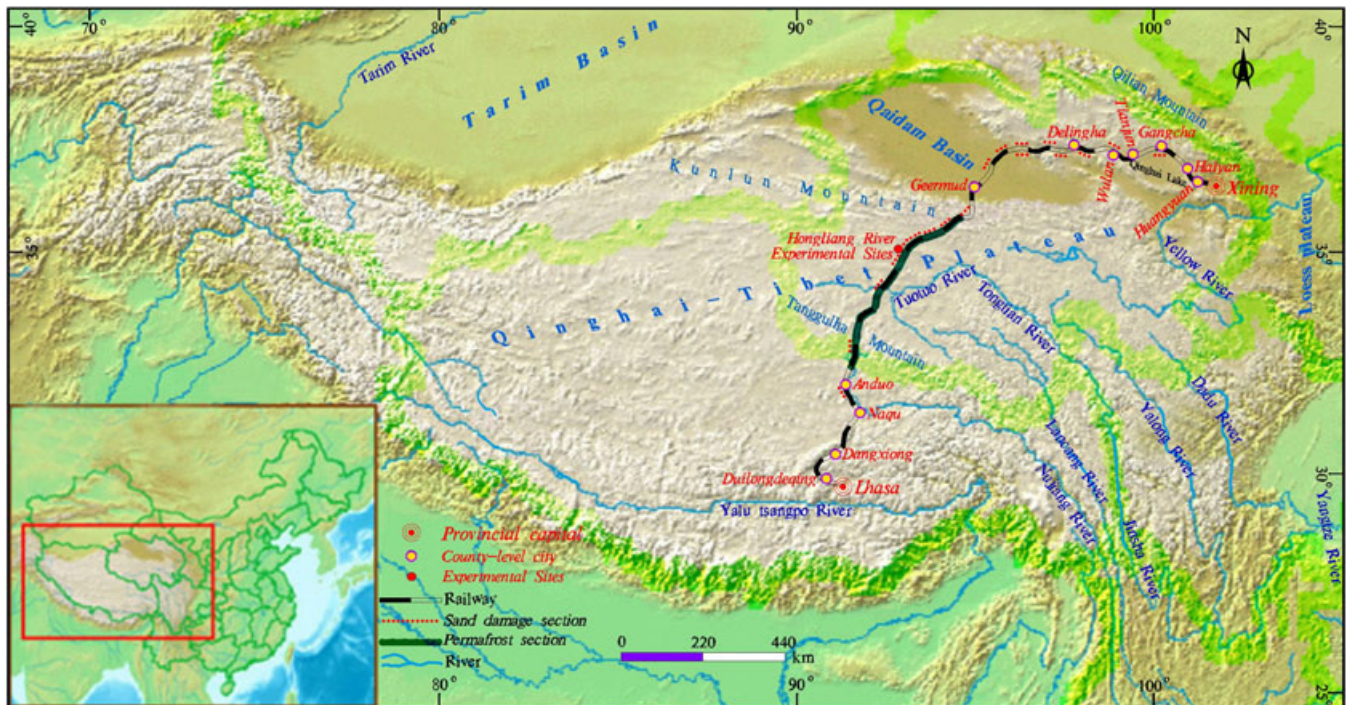 40°
70°
80°
90°
100°
40°
N
Tarim River
Tarim Basin
Qilian Mountain
Qaidam Basin
Delingha
Tianjun
Gangcha
Wulan
Qinghai Lake
Haiyan
Huangyuan
Xining
Geermud
Kunlun Mountain
Hongliang River
Experimental Sites
35°
35°
Qinghai-Tibet Plateau
Loess plateau
Yellow River
Tuotuo River
Tongtian River
Tanggulha Mountain
Anduo
Naqu
Dangxiong
Duilongdeqing
Lhasa
Yalu tsangpo River
Nujiang River
Lancang River
Jinsha River
Yalong River
Dadu River
Yangtze River
30°
Provincial capital
County-level city
Experimental Sites
Railway
Sand damage section
Permafrost section
River
0 220 440
km
80°
90°
100°
25°